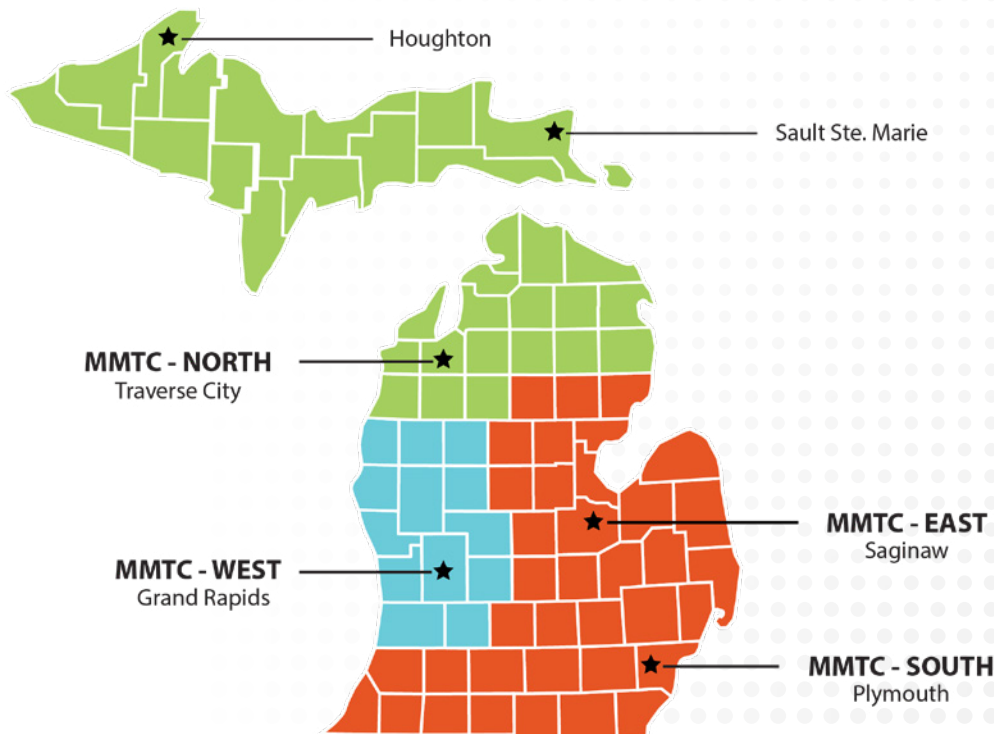 Houghton
Sault Ste. Marie
MMTC - NORTH
Traverse City
MMTC - EAST
Saginaw
MMTC - WEST
Grand Rapids
MMTC - SOUTH
Plymouth